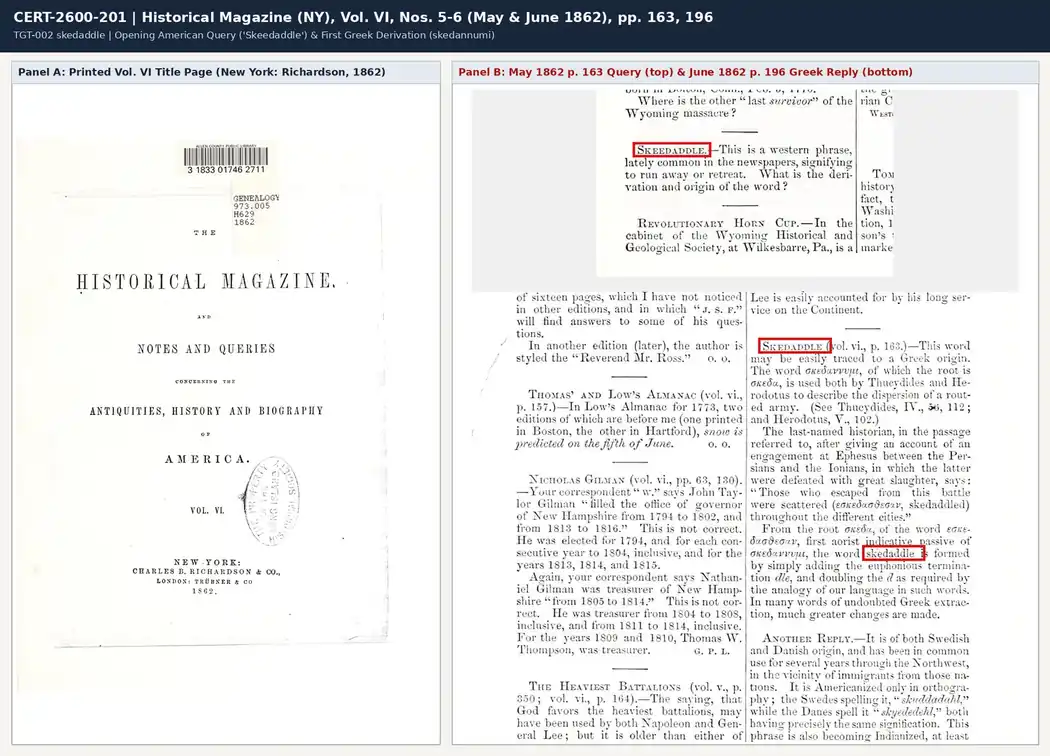 CERT-2600-201 | Historical Magazine (NY), Vol. VI, Nos. 5-6 (May & June 1862), pp. 163, 196
TGT-002 skedaddle | Opening American Query ('Skeedaddle') & First Greek Derivation (skedannumi)
Panel A: Printed Vol. VI Title Page (New York: Richardson, 1862)
ALLEN COUNTY PUBLIC LIBRARY
3 1833 01746 2711
GENEALOGY
973.005
H629
1862
THE
HISTORICAL MAGAZINE,
AND
NOTES AND QUERIES
CONCERNING THE
ANTIQUITIES, HISTORY AND BIOGRAPHY
OF
AMERICA.
VOL. VI.
NEW YORK:
CHARLES B. RICHARDSON & CO.,
LONDON: TRÜBNER & CO
1862.
Panel B: May 1862 p. 163 Query (top) & June 1862 p. 196 Greek Reply (bottom)
Where is the other “last survivor” of the
Wyoming massacre?
SKEEDADDLE.—This is a western phrase,
lately common in the newspapers, signifying
to run away or retreat. What is the deri-
vation and origin of the word?
REVOLUTIONARY HORN CUP.—In the
cabinet of the Wyoming Historical and
Geological Society, at Wilkesbarre, Pa., is a
rian C
WEST
Tom
history
fact, t
Washi
tion, 1
son's
marke
of sixteen pages, which I have not noticed
in other editions, and in which “J. S. F.”
will find answers to some of his ques-
tions.
In another edition (later), the author is
styled the “Reverend Mr. Ross.” O. O.
THOMAS' AND LOW'S ALMANAC (vol. vi.,
p. 157.)—In Low's Almanac for 1773, two
editions of which are before me (one printed
in Boston, the other in Hartford), snow is
predicted on the fifth of June. O. O.
NICHOLAS GILMAN (vol. vi., pp. 63, 130).
—Your correspondent “W.” says John Tay-
lor Gilman “filled the office of governor
of New Hampshire from 1794 to 1802, and
from 1813 to 1816.” This is not correct.
He was elected for 1794, and for each con-
secutive year to 1804, inclusive, and for the
years 1813, 1814, and 1815.
Again, your correspondent says Nathan-
iel Gilman was treasurer of New Hamp-
shire “from 1805 to 1814.” This is not cor-
rect. He was treasurer from 1804 to 1808,
inclusive, and from 1811 to 1814, inclusive.
For the years 1809 and 1810, Thomas W.
Thompson, was treasurer. G. P. L.
THE HEAVIEST BATTALIONS (vol. v., p.
350; vol. vi., p. 164).—The saying, that
God favors the heaviest battalions, may
have been used by both Napoleon and Gen-
eral Lee; but it is older than either of
Lee is easily accounted for by his long ser-
vice on the Continent.
SKEDADDLE (vol. vi., p. 163.)—This word
may be easily traced to a Greek origin.
The word σκεδαννυμι, of which the root is
σκεδα, is used both by Thucydides and He-
rodotus to describe the dispersion of a rout-
ed army. (See Thucydides, IV., 56, 112;
and Herodotus, V., 102.)
The last-named historian, in the passage
referred to, after giving an account of an
engagement at Ephesus between the Per-
sians and the Ionians, in which the latter
were defeated with great slaughter, says:
“Those who escaped from this battle
were scattered (εσκεδασθεσαν, skedaddled)
throughout the different cities.”
From the root σκεδα, of the word εσκε-
δασθεσαν, first aorist indicative passive of
σκεδαννυμι, the word skedaddle is formed
by simply adding the euphonious termina-
tion dle, and doubling the d as required by
the analogy of our language in such words.
In many words of undoubted Greek extrac-
tion, much greater changes are made.
ANOTHER REPLY.—It is of both Swedish
and Danish origin, and has been in common
use for several years through the Northwest,
in the vicinity of immigrants from those na-
tions. It is Americanized only in orthogra-
phy; the Swedes spelling it, “skuddadahl,”
while the Danes spell it “skyededehl,” both
having precisely the same signification. This
phrase is also becoming Indianized, at least